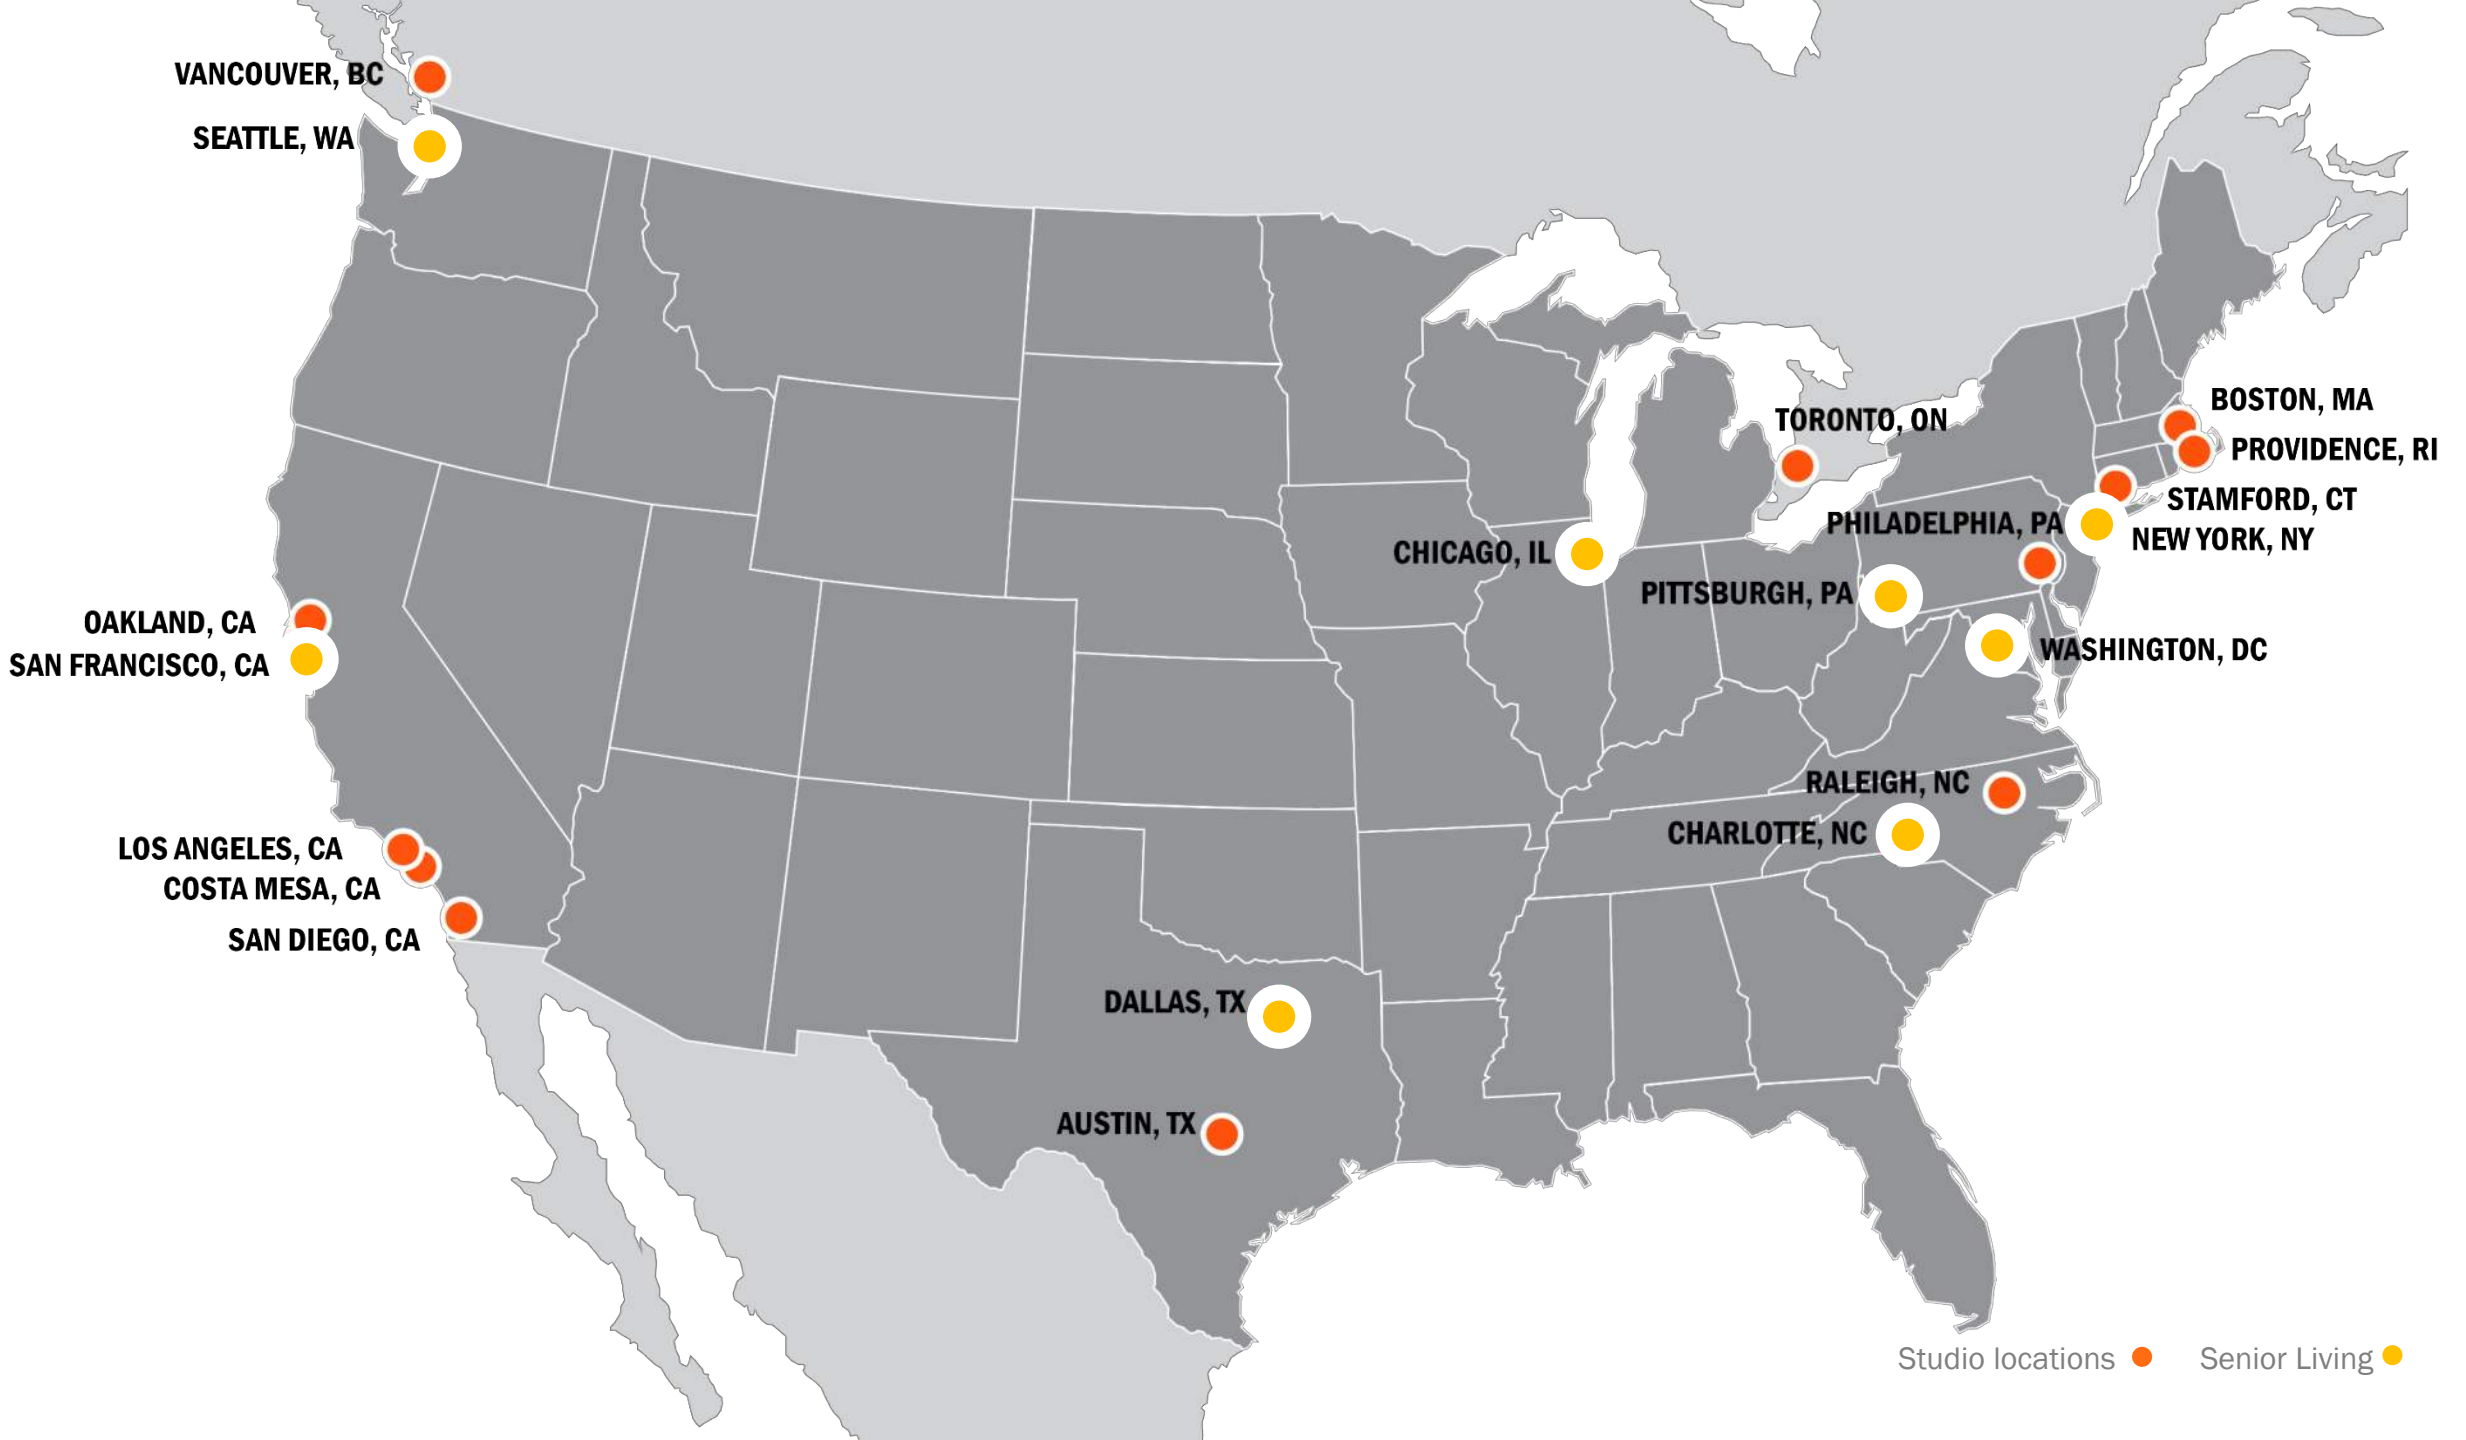 VANCOUVER, BC
SEATTLE, WA
BOSTON, MA
TORONTO, ON
PROVIDENCE, RI
STAMFORD, CT
PHILADELPHIA, PA
NEW YORK, NY
CHICAGO, IL
PITTSBURGH, PA
OAKLAND, CA
WASHINGTON, DC
SAN FRANCISCO, CA
RALEIGH, NC
CHARLOTTE, NC
LOS ANGELES, CA
COSTA MESA, CA
SAN DIEGO, CA
DALLAS, TX
AUSTIN, TX
Studio locations
Senior Living